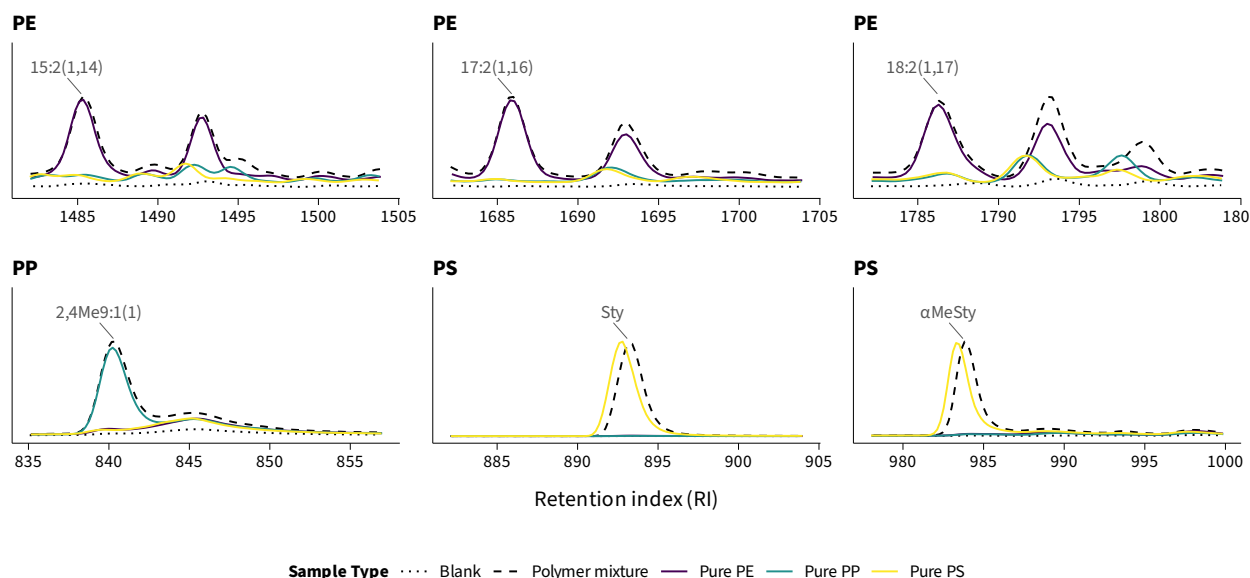 PE PE PE
15:2(1,14) 17:2(1,16) 18:2(1,17)
1485 1490 1495 1500 1505 1685 1690 1695 1700 1705 1785 1790 1795 1800 180
PP PS PS
2,4Me9:1(1) Sty αMeSty
835 840 845 850 855 885 890 895 900 905 980 985 990 995 1000
Retention index (RI)
Sample Type Blank Polymer mixture Pure PE Pure PP Pure PS